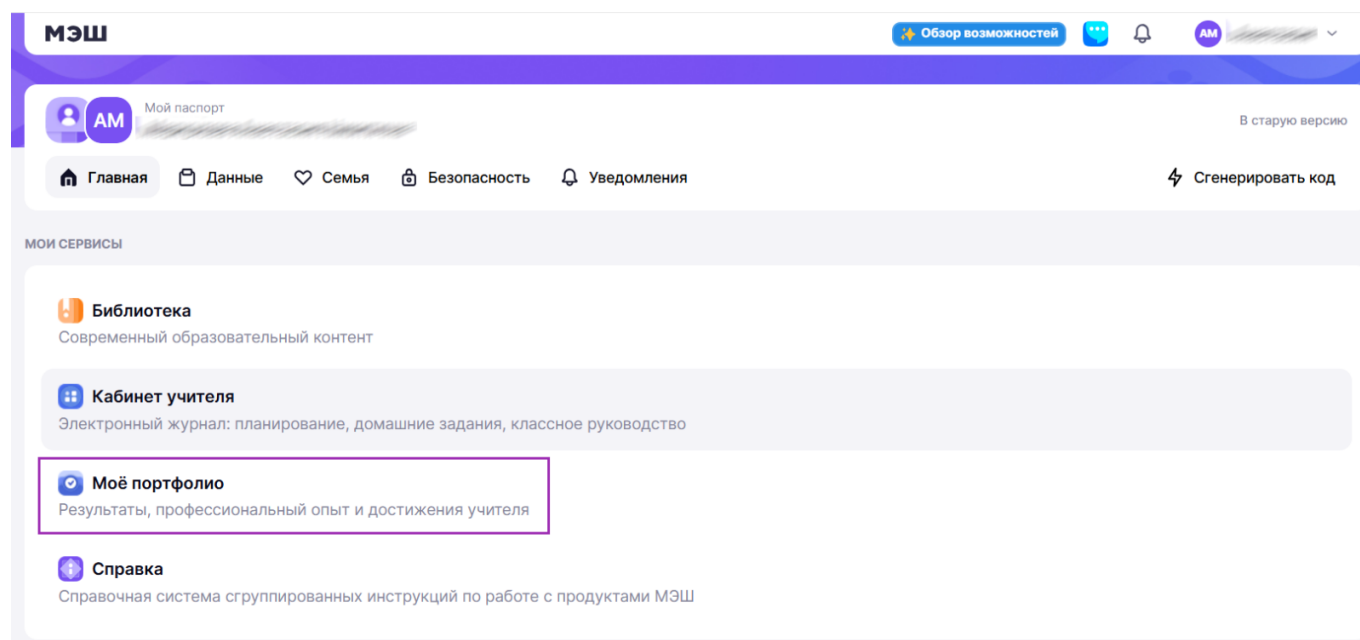 МЭШ
Обзор возможностей
АМ
Мой паспорт
АМ
В старую версию
Главная Данные Семья Безопасность Уведомления Сгенерировать код
МОИ СЕРВИСЫ
Библиотека
Современный образовательный контент
Кабинет учителя
Электронный журнал: планирование, домашние задания, классное руководство
Моё портфолио
Результаты, профессиональный опыт и достижения учителя
Справка
Справочная система сгруппированных инструкций по работе с продуктами МЭШ